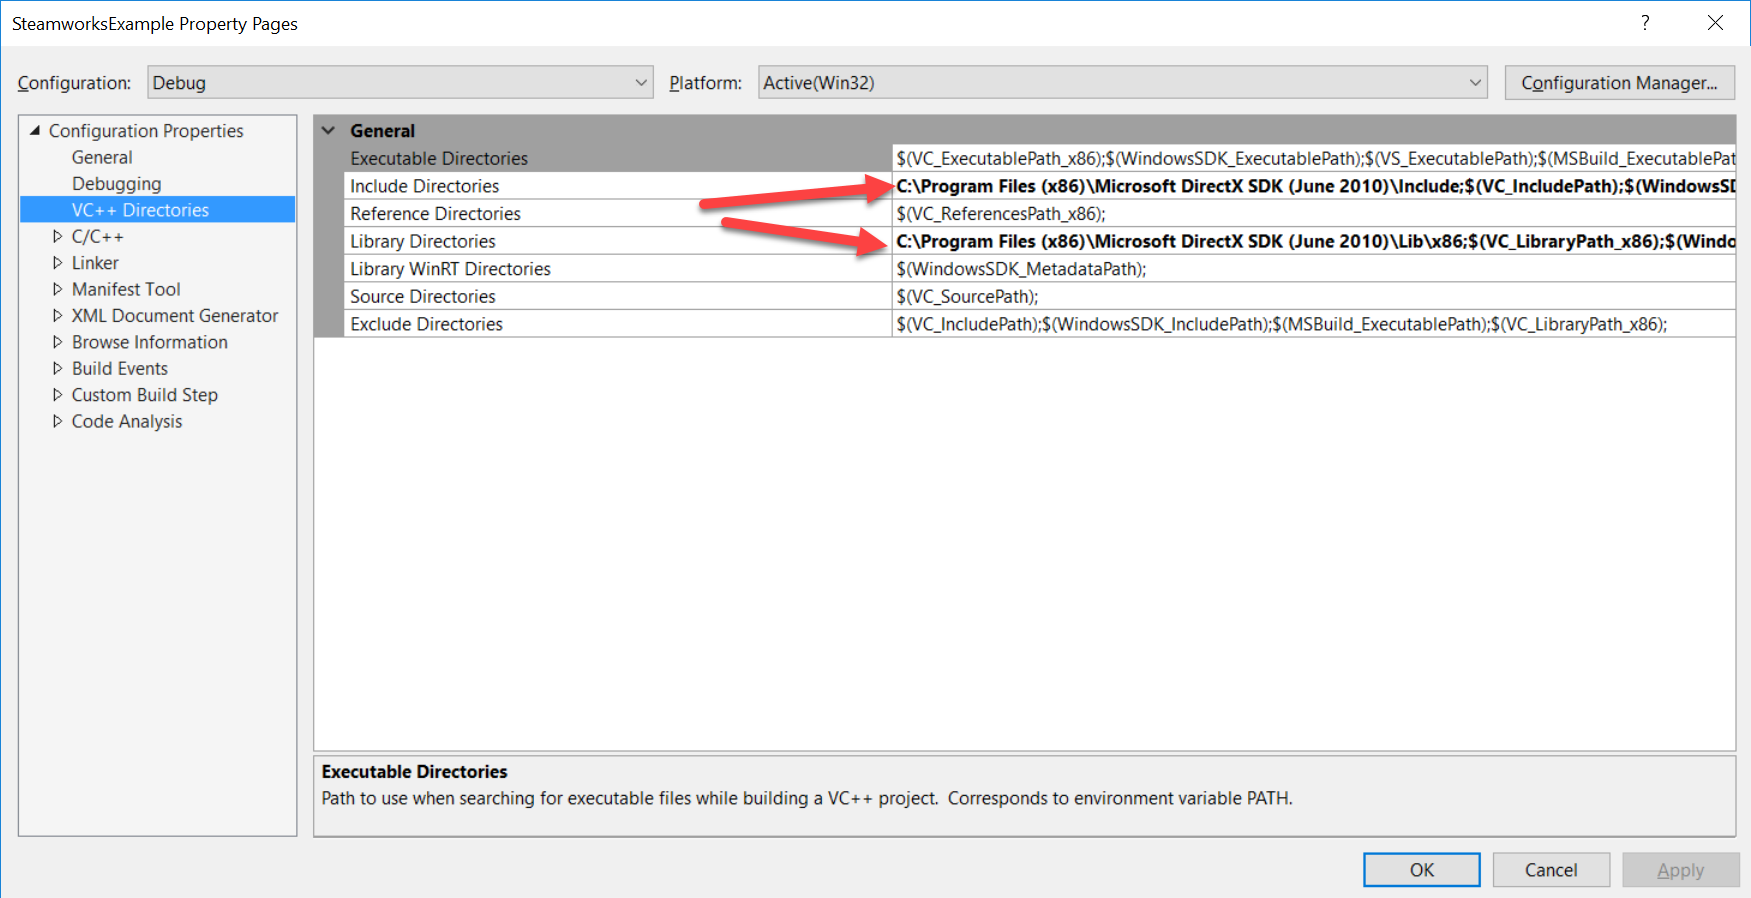 SteamworksExample Property Pages
?
Configuration: Debug Platform: Active(Win32) Configuration Manager...
Configuration Properties
General
Debugging
VC++ Directories
C/C++
Linker
Manifest Tool
XML Document Generator
Browse Information
Build Events
Custom Build Step
Code Analysis
General
Executable Directories $(VC_ExecutablePath_x86);$(WindowsSDK_ExecutablePath);$(VS_ExecutablePath);$(MSBuild_ExecutablePat
Include Directories C:\Program Files (x86)\Microsoft DirectX SDK (June 2010)\Include;$(VC_IncludePath);$(WindowsSD
Reference Directories $(VC_ReferencesPath_x86);
Library Directories C:\Program Files (x86)\Microsoft DirectX SDK (June 2010)\Lib\x86;$(VC_LibraryPath_x86);$(Windo
Library WinRT Directories $(WindowsSDK_MetadataPath);
Source Directories $(VC_SourcePath);
Exclude Directories $(VC_IncludePath);$(WindowsSDK_IncludePath);$(MSBuild_ExecutablePath);$(VC_LibraryPath_x86);
Executable Directories
Path to use when searching for executable files while building a VC++ project.  Corresponds to environment variable PATH.
OK Cancel Apply